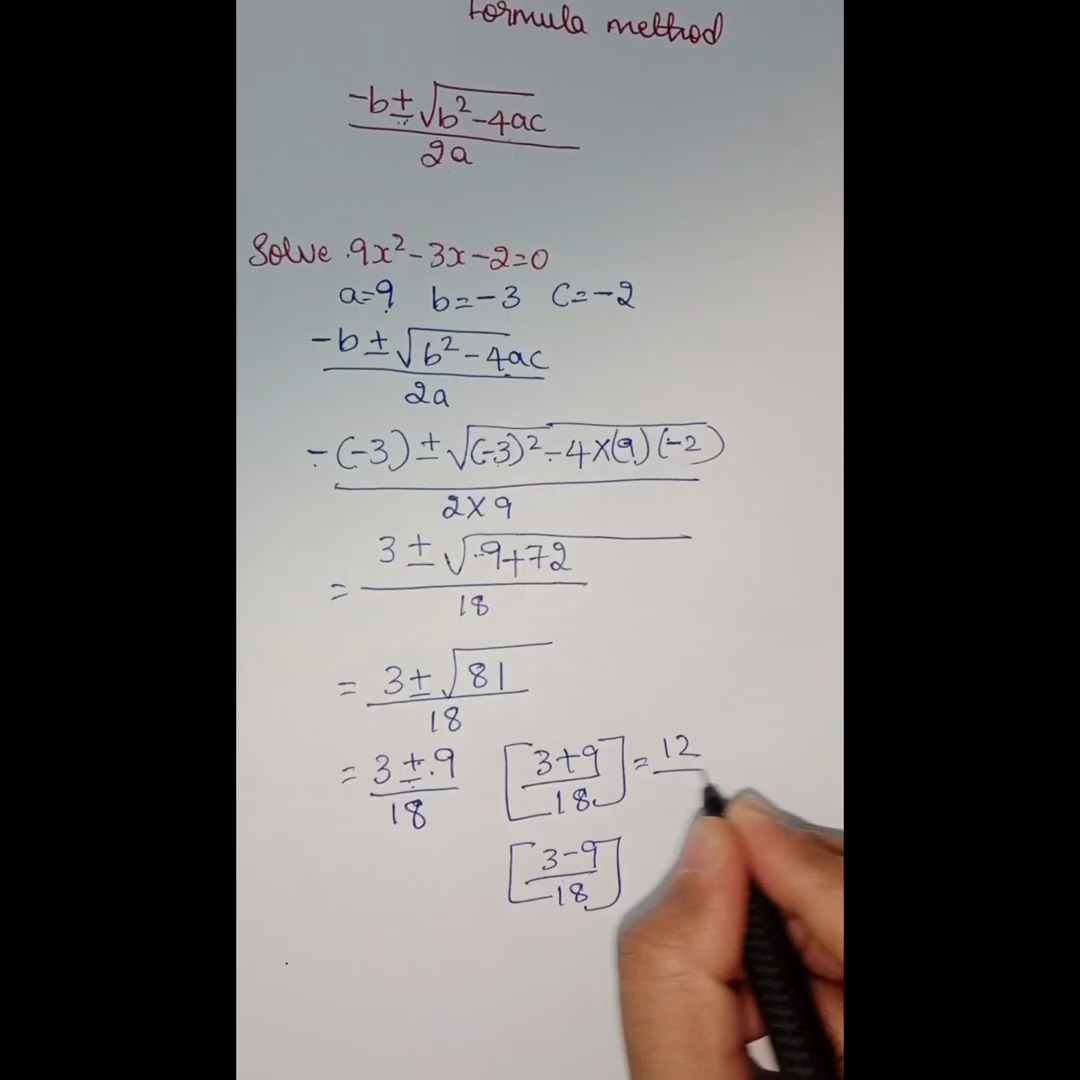 Formula method
-b ± √b² - 4ac
2a
Solve 9x² - 3x - 2 = 0
a = 9 b = -3 c = -2
-b ± √b² - 4ac
2a
-(-3) ± √(-3)² - 4×(9)(-2)
2×9
3 ± √9+72
=
18
= 3 ± √81
18
= 3 ± 9 [3+9 = 12
18 18]
[3-9
18]